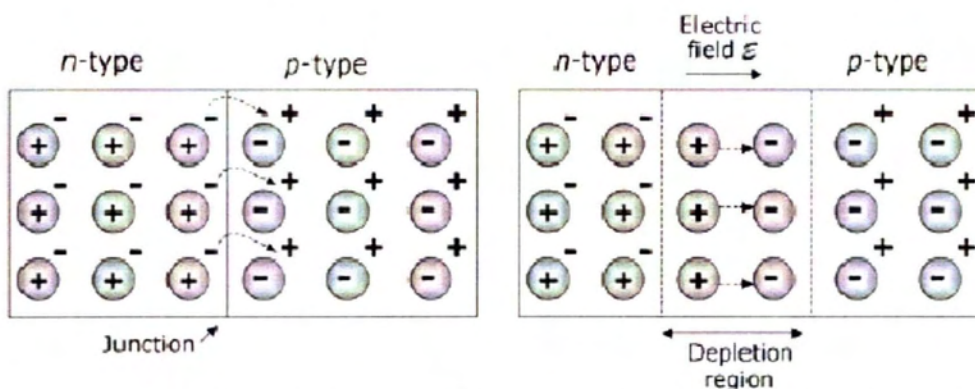 n-type
p-type
Junction
Electric
field ε
n-type
p-type
Depletion
region